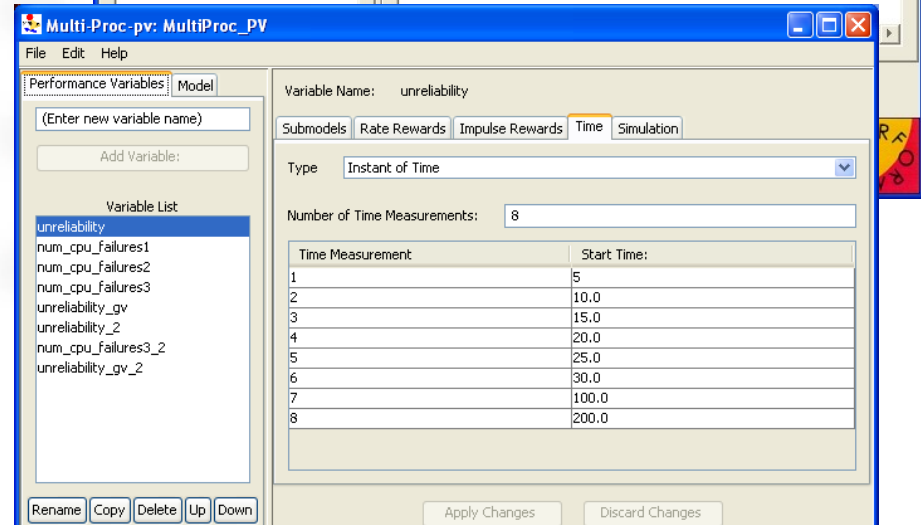 Multi-Proc-pv: MultiProc_PV
File Edit Help
Performance Variables Model
(Enter new variable name)
Add Variable:
Variable List
unreliability
num_cpu_failures1
num_cpu_failures2
num_cpu_failures3
unreliability_gv
unreliability_2
num_cpu_failures3_2
unreliability_gv_2
Rename Copy Delete Up Down
Variable Name: unreliability
Submodels Rate Rewards Impulse Rewards Time Simulation
Type Instant of Time
Number of Time Measurements: 8
Time Measurement Start Time:
1 5
2 10.0
3 15.0
4 20.0
5 25.0
6 30.0
7 100.0
8 200.0
Apply Changes Discard Changes